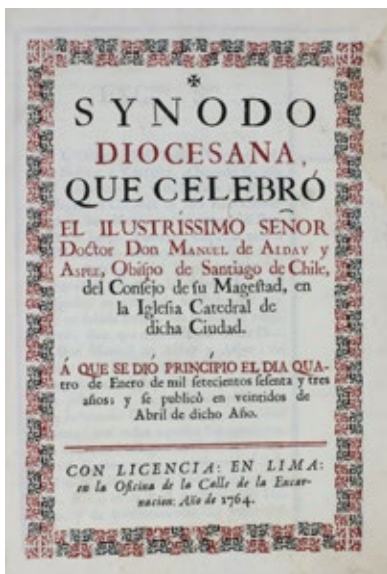 ✠
SYNODO
DIOCESANA,
QUE CELEBRÓ
EL ILUSTRISSIMO SEÑOR
Doctor Don MANUEL de ALDAY y
ASPEE, Obispo de Santiago de Chile,
del Consejo de su Magestad, en
la Iglesia Catedral de
dicha Ciudad.
Á QUE SE DIÓ PRINCIPIO EL DIA QUA-
tro de Enero de mil setecientos sesenta y tres
años: y se publicó en veintidos de
Abril de dicho Año.
CON LICENCIA: EN LIMA:
en la Oficina de la Calle de la Encar-
nacion: Año de 1764.